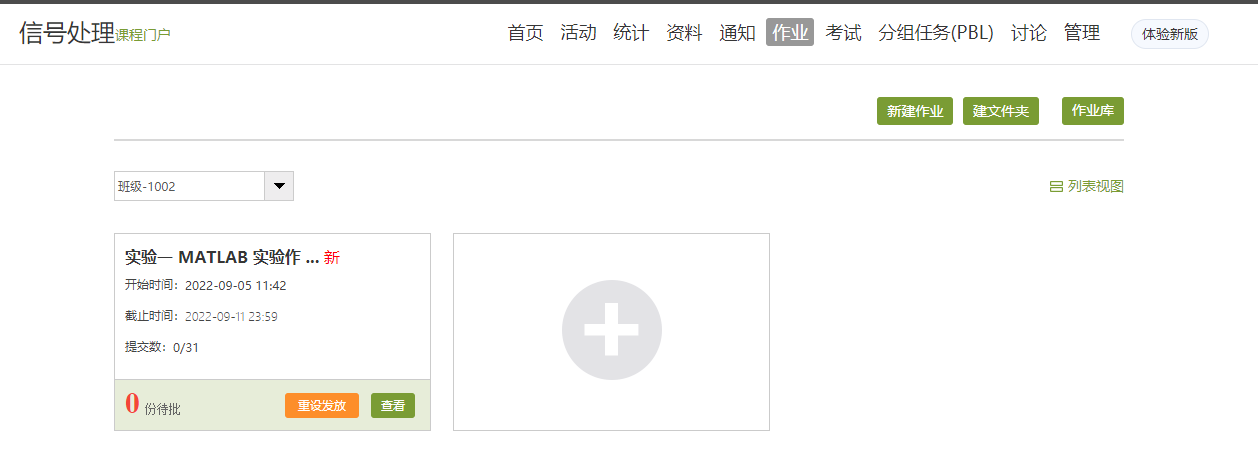 信号处理课程门户 首页 活动 统计 资料 通知 作业 考试 分组任务(PBL) 讨论 管理 体验新版
新建作业 建文件夹 作业库
班级-1002 列表视图
实验一 MATLAB 实验作 ... 新
开始时间：2022-09-05 11:42
截止时间：2022-09-11 23:59
提交数：0/31
0 份待批 重设发放 查看